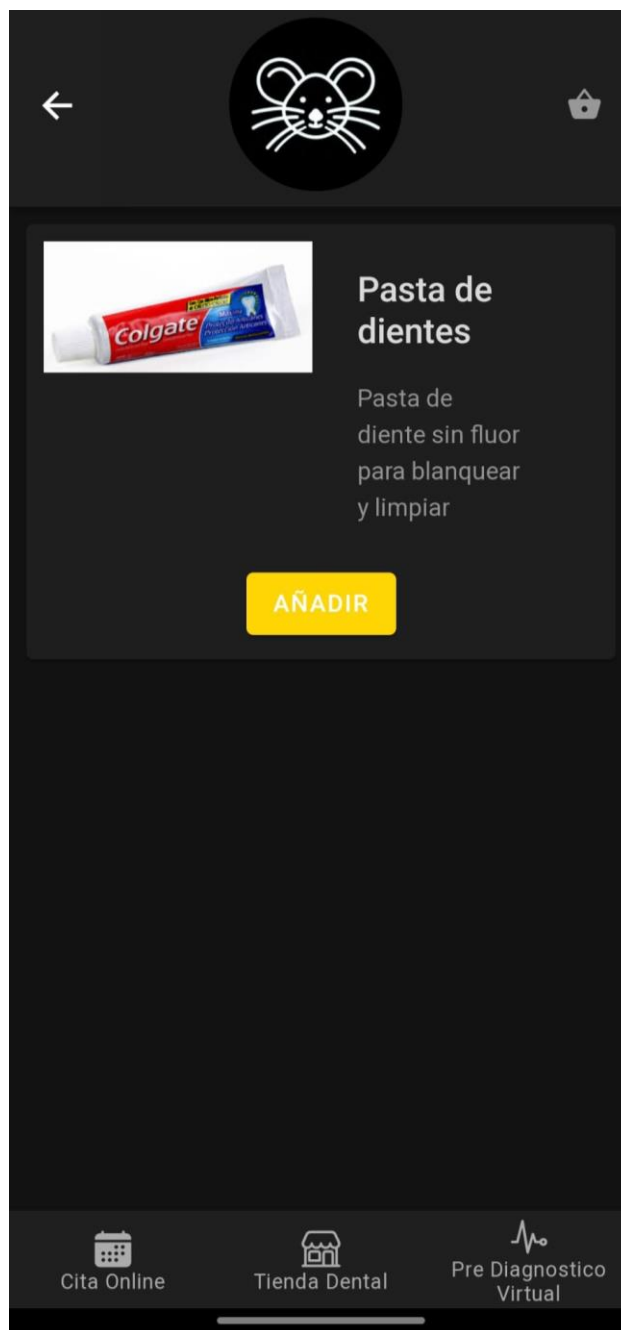 Colgate
Pasta de
dientes
Pasta de
diente sin fluor
para blanquear
y limpiar
AÑADIR
Cita Online
Tienda Dental
Pre Diagnostico
Virtual